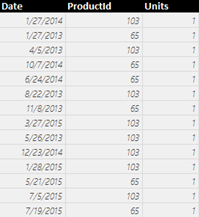 Date ProductId Units
1/27/2014 103 1
1/27/2013 65 1
4/5/2013 103 1
10/7/2014 65 1
6/24/2014 65 1
8/22/2013 103 1
11/8/2013 65 1
3/27/2015 103 1
5/26/2013 103 1
12/23/2014 103 1
1/28/2015 103 1
5/21/2015 65 1
7/5/2015 103 1
7/19/2015 65 1